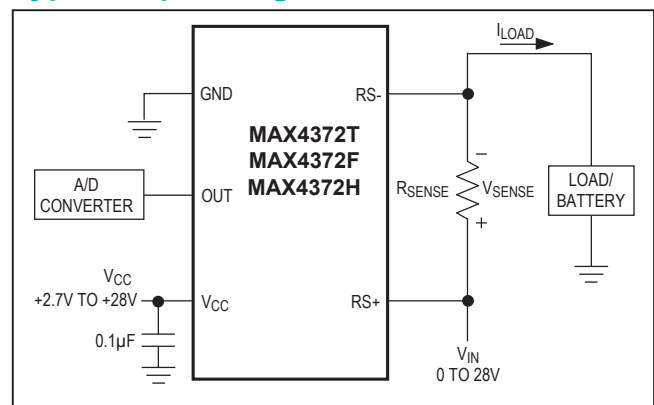 I LOAD
GND
RS-
MAX4372T
MAX4372F
MAX4372H
A/D
CONVERTER
OUT
RSENSE
−
VSENSE
+
LOAD/
BATTERY
VCC
+2.7V TO +28V
VCC
RS+
0.1µF
VIN
0 TO 28V